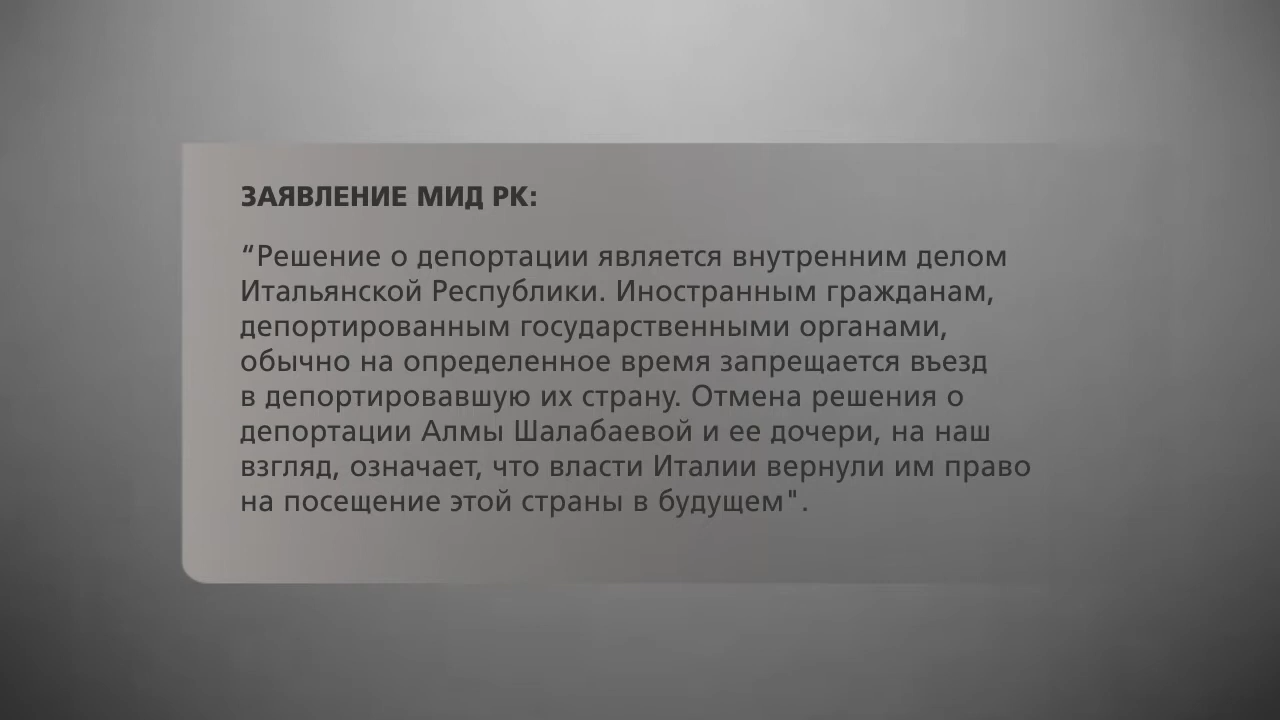 ЗАЯВЛЕНИЕ МИД РК:
“Решение о депортации является внутренним делом
Итальянской Республики. Иностранным гражданам,
депортированным государственными органами,
обычно на определенное время запрещается въезд
в депортировавшую их страну. Отмена решения о
депортации Алмы Шалабаевой и ее дочери, на наш
взгляд, означает, что власти Италии вернули им право
на посещение этой страны в будущем".